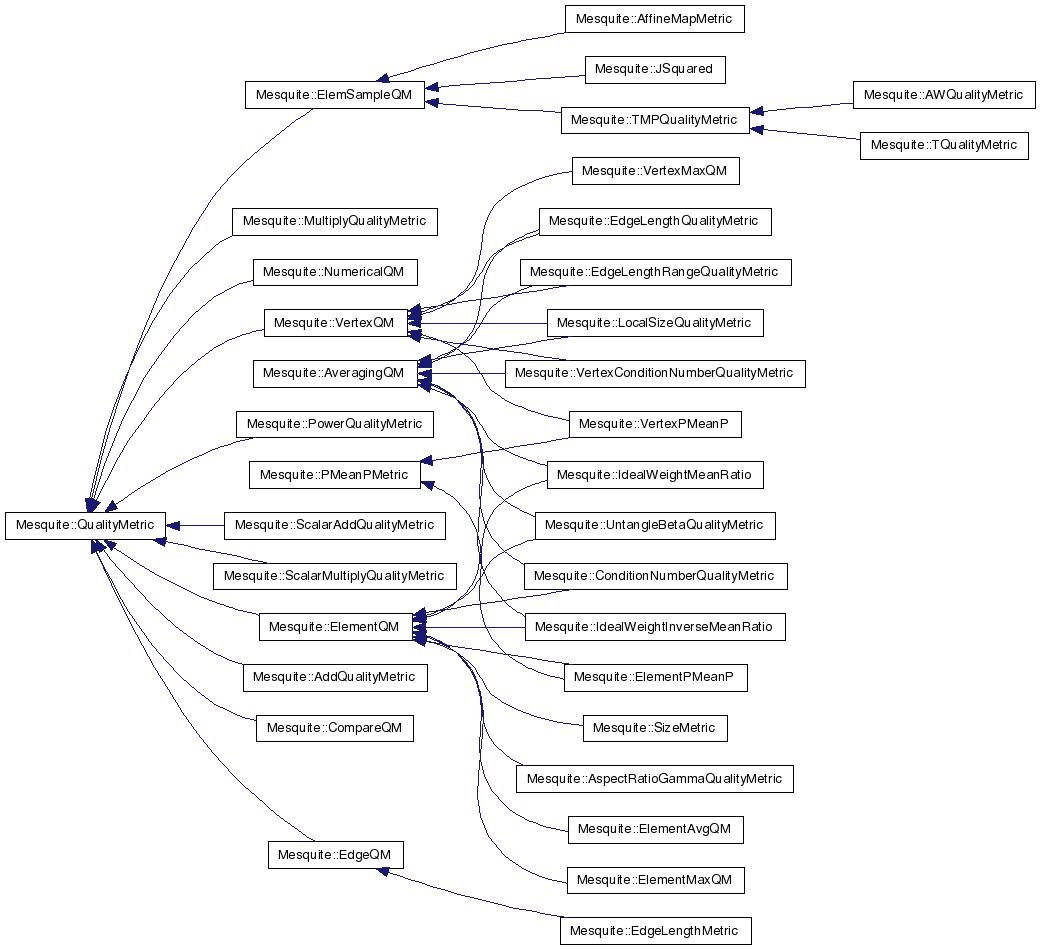 Mesquite::AffineMapMetric
Mesquite::JSquared
Mesquite::ElemSampleQM
Mesquite::AWQualityMetric
Mesquite::TMPQualityMetric
Mesquite::TQualityMetric
Mesquite::VertexMaxQM
Mesquite::MultiplyQualityMetric
Mesquite::EdgeLengthQualityMetric
Mesquite::NumericalQM
Mesquite::EdgeLengthRangeQualityMetric
Mesquite::VertexQM
Mesquite::LocalSizeQualityMetric
Mesquite::AveragingQM
Mesquite::VertexConditionNumberQualityMetric
Mesquite::PowerQualityMetric
Mesquite::VertexPMeanP
Mesquite::PMeanPMetric
Mesquite::IdealWeightMeanRatio
Mesquite::QualityMetric
Mesquite::ScalarAddQualityMetric
Mesquite::UntangleBetaQualityMetric
Mesquite::ScalarMultiplyQualityMetric
Mesquite::ConditionNumberQualityMetric
Mesquite::ElementQM
Mesquite::IdealWeightInverseMeanRatio
Mesquite::AddQualityMetric
Mesquite::ElementPMeanP
Mesquite::CompareQM
Mesquite::SizeMetric
Mesquite::AspectRatioGammaQualityMetric
Mesquite::ElementAvgQM
Mesquite::EdgeQM
Mesquite::ElementMaxQM
Mesquite::EdgeLengthMetric